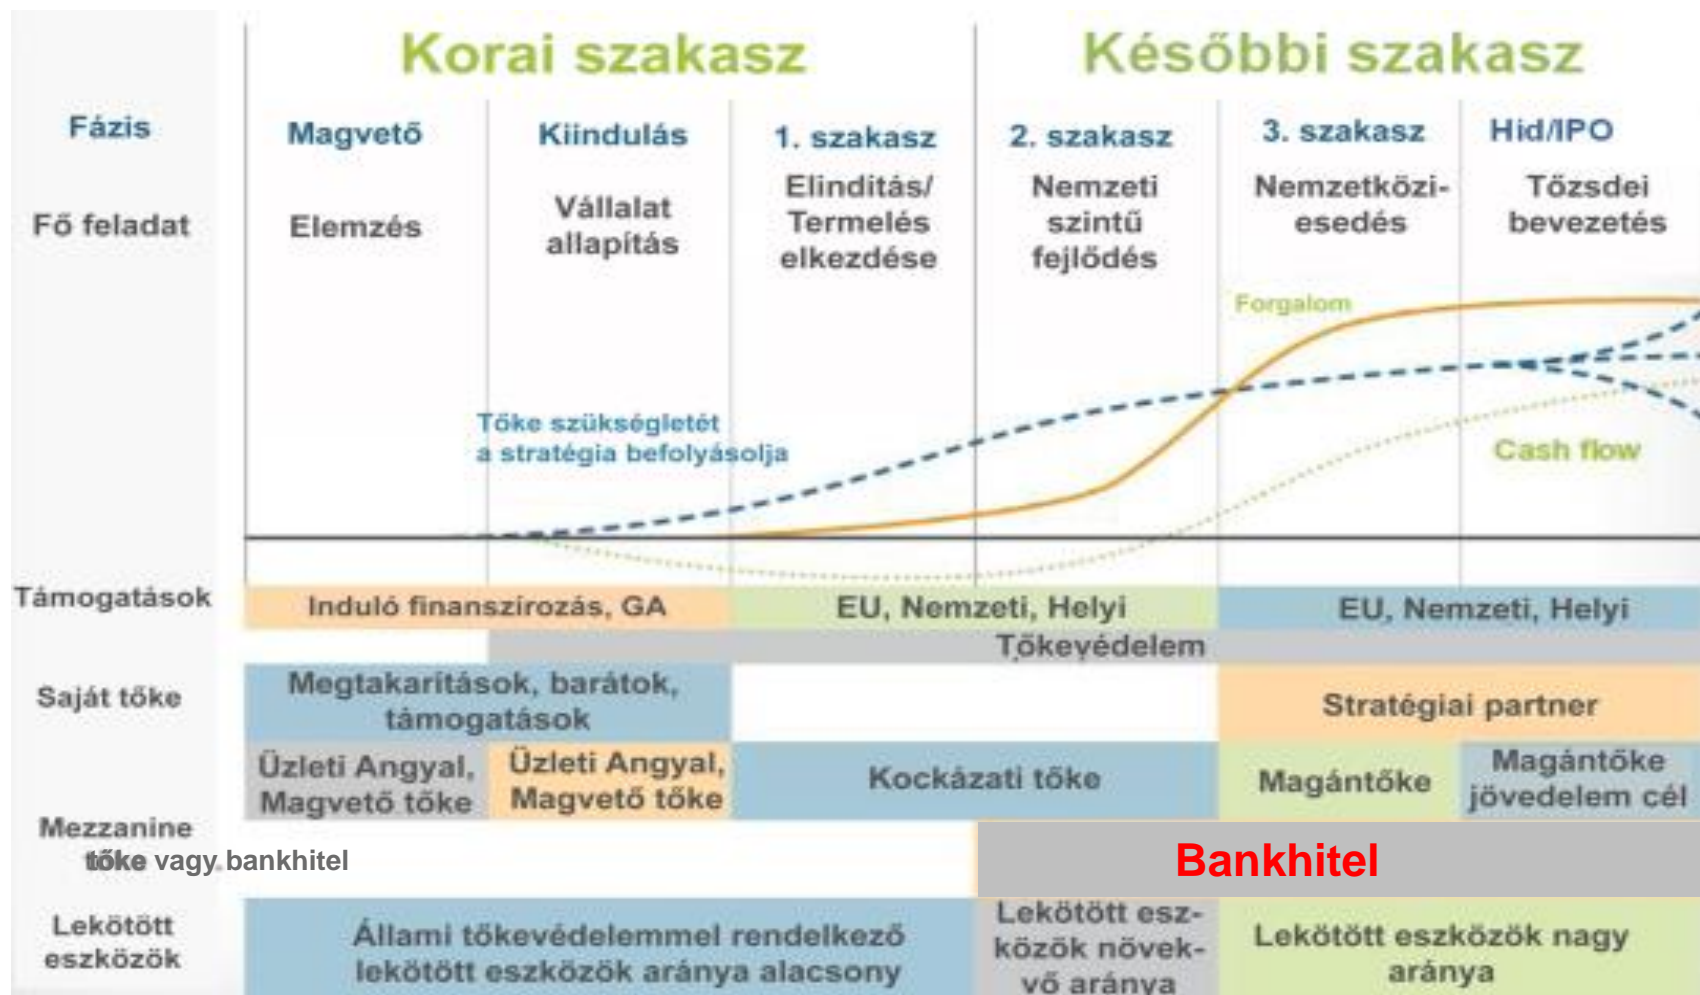 Korai szakasz
Későbbi szakasz
Fázis
Magvető
Kiindulás
1. szakasz
2. szakasz
3. szakasz
Hid/IPO
Fő feladat
Elemzés
Vállalat
allapítás
Elindítás/
Termelés
elkezdése
Nemzeti
szintű
fejlődés
Nemzetközi-
esedés
Tőzsdei
bevezetés
Forgalom
Tőke szükségletét
a stratégia befolyásolja
Cash flow
Támogatások
Induló finanszírozás, GA
EU, Nemzeti, Helyi
EU, Nemzeti, Helyi
Tőkevédelem
Saját tőke
Megtakarítások, barátok,
támogatások
Stratégiai partner
Üzleti Angyal,
Magvető tőke
Üzleti Angyal,
Magvető tőke
Kockázati tőke
Magántőke
Magántőke
jövedelem cél
Mezzanine
tőke vagy bankhitel
Bankhitel
Lekötött
eszközök
Állami tőkevédelemmel rendelkező
lekötött eszközök aránya alacsony
Lekötött esz-
közök növek-
vő aránya
Lekötött eszközök nagy
aránya